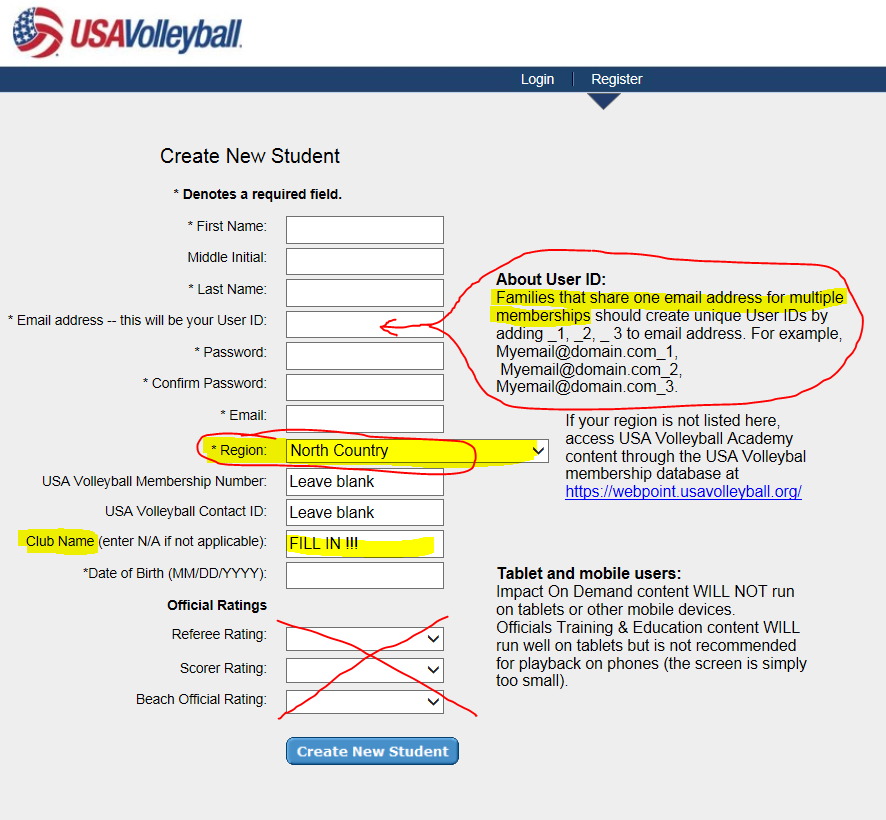 USAVolleyball.
Login
Register
Create New Student
* Denotes a required field.
* First Name:
Middle Initial:
* Last Name:
* Email address -- this will be your User ID:
* Password:
* Confirm Password:
* Email:
* Region: North Country
USA Volleyball Membership Number: Leave blank
USA Volleyball Contact ID: Leave blank
Club Name (enter N/A if not applicable): FILL IN !!!
*Date of Birth (MM/DD/YYYY):
Official Ratings
Referee Rating:
Scorer Rating:
Beach Official Rating:
Create New Student
About User ID:
Families that share one email address for multiple
memberships should create unique User IDs by
adding _1, _2, _ 3 to email address. For example,
Myemail@domain.com_1,
Myemail@domain.com_2,
Myemail@domain.com_3.
If your region is not listed here,
access USA Volleyball Academy
content through the USA Volleybal
membership database at
https://webpoint.usavolleyball.org/
Tablet and mobile users:
Impact On Demand content WILL NOT run
on tablets or other mobile devices.
Officials Training & Education content WILL
run well on tablets but is not recommended
for playback on phones (the screen is simply
too small).